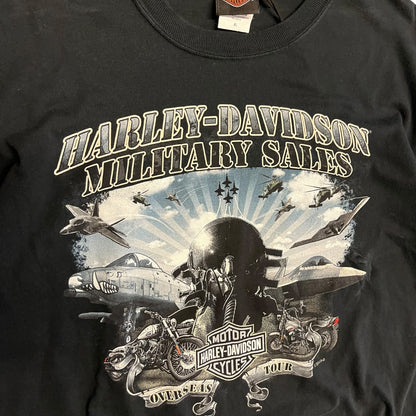 HARLEY-DAVIDSON
MILITARY SALES
MOTOR
HARLEY-DAVIDSON
CYCLES
OVERSEAS TOUR